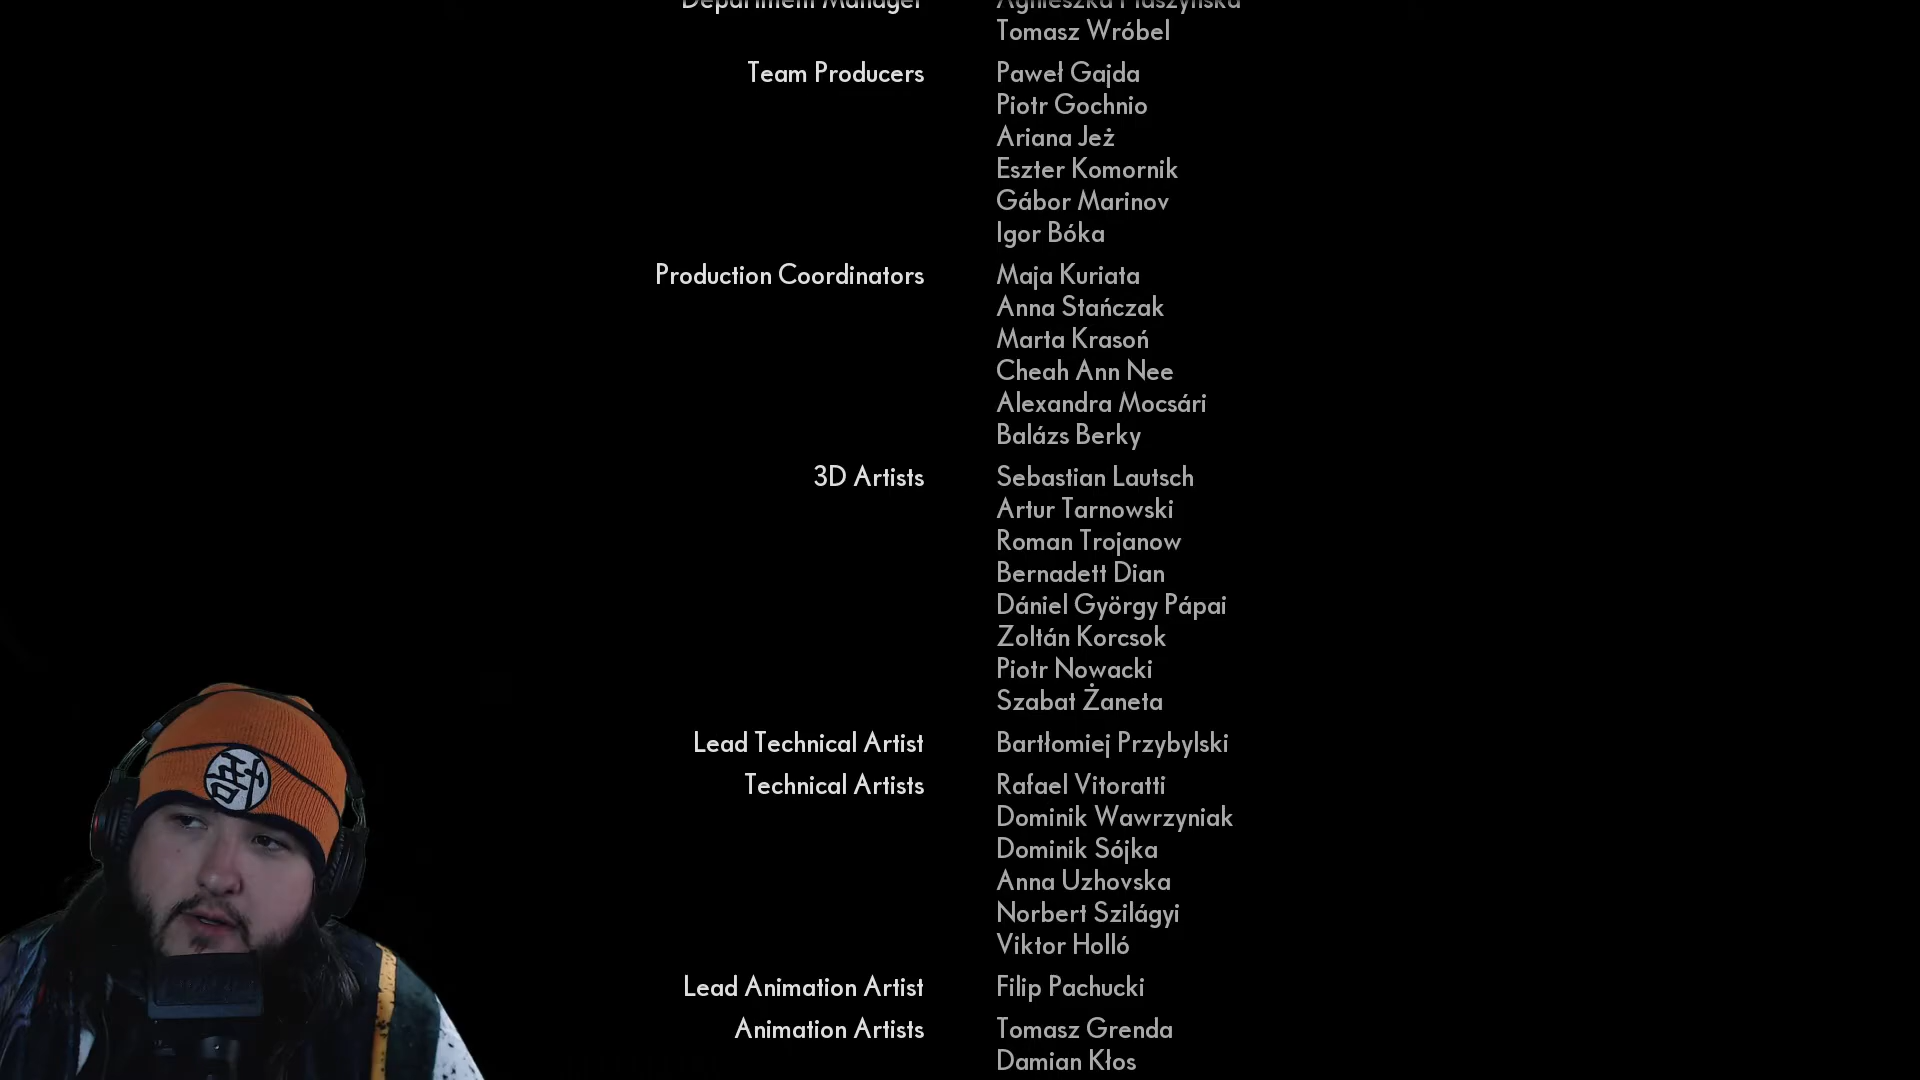 Department Manager
Tomasz Wróbel
Team Producers
Paweł Gajda
Piotr Gochnio
Ariana Jeż
Eszter Komornik
Gábor Marinov
Igor Bóka
Production Coordinators
Maja Kuriata
Anna Stańczak
Marta Krasoń
Cheah Ann Nee
Alexandra Mocsári
Balázs Berky
3D Artists
Sebastian Lautsch
Artur Tarnowski
Roman Trojanow
Bernadett Dian
Dániel György Pápai
Zoltán Korcsok
Piotr Nowacki
Szabat Żaneta
Lead Technical Artist
Bartłomiej Przybylski
Technical Artists
Rafael Vitoratti
Dominik Wawrzyniak
Dominik Sójka
Anna Uzhovska
Norbert Szilágyi
Viktor Holló
Lead Animation Artist
Filip Pachucki
Animation Artists
Tomasz Grenda
Damian Kłos